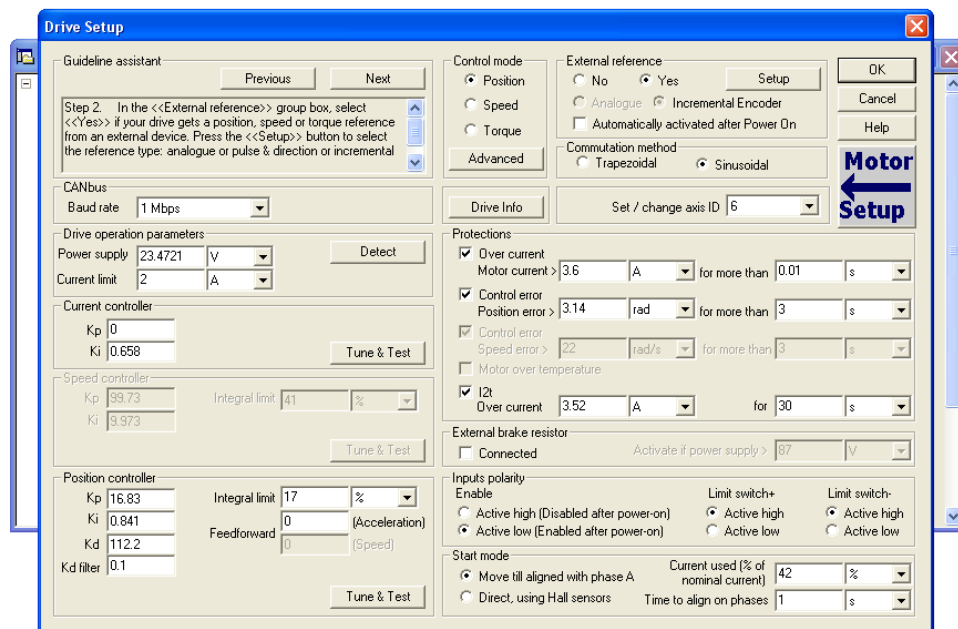 Drive Setup
Guideline assistant
Previous
Next
Step 2. In the <<External reference>> group box, select
<<Yes>> if your drive gets a position, speed or torque reference
from an external device. Press the <<Setup>> button to select
the reference type: analogue or pulse & direction or incremental
Control mode
Position
Speed
Torque
Advanced
External reference
No Yes Setup
Analogue Incremental Encoder
Automatically activated after Power On
Commutation method
Trapezoidal Sinusoidal
OK
Cancel
Help
Motor
Setup
CANbus
Baud rate 1 Mbps
Drive Info
Set / change axis ID 6
Drive operation parameters
Power supply 23.4721 V Detect
Current limit 2 A
Current controller
Kp 0
Ki 0.658
Tune & Test
Speed controller
Kp 99.73 Integral limit 41 %
Ki 9.973
Tune & Test
Position controller
Kp 16.83 Integral limit 17 %
Ki 0.841 Feedforward 0 (Acceleration)
Kd 112.2 0 (Speed)
Kd filter 0.1
Tune & Test
Protections
Over current
Motor current > 3.6 A for more than 0.01 s
Control error
Position error > 3.14 rad for more than 3 s
Control error
Speed error > 22 rad/s for more than 3 s
Motor over temperature
I2t
Over current 3.52 A for 30 s
External brake resistor
Connected Activate if power supply > 87 V
Inputs polarity
Enable Limit switch+ Limit switch-
Active high (Disabled after power-on) Active high Active high
Active low (Enabled after power-on) Active low Active low
Start mode
Move till aligned with phase A
Direct, using Hall sensors
Current used (% of
nominal current) 42 %
Time to align on phases 1 s